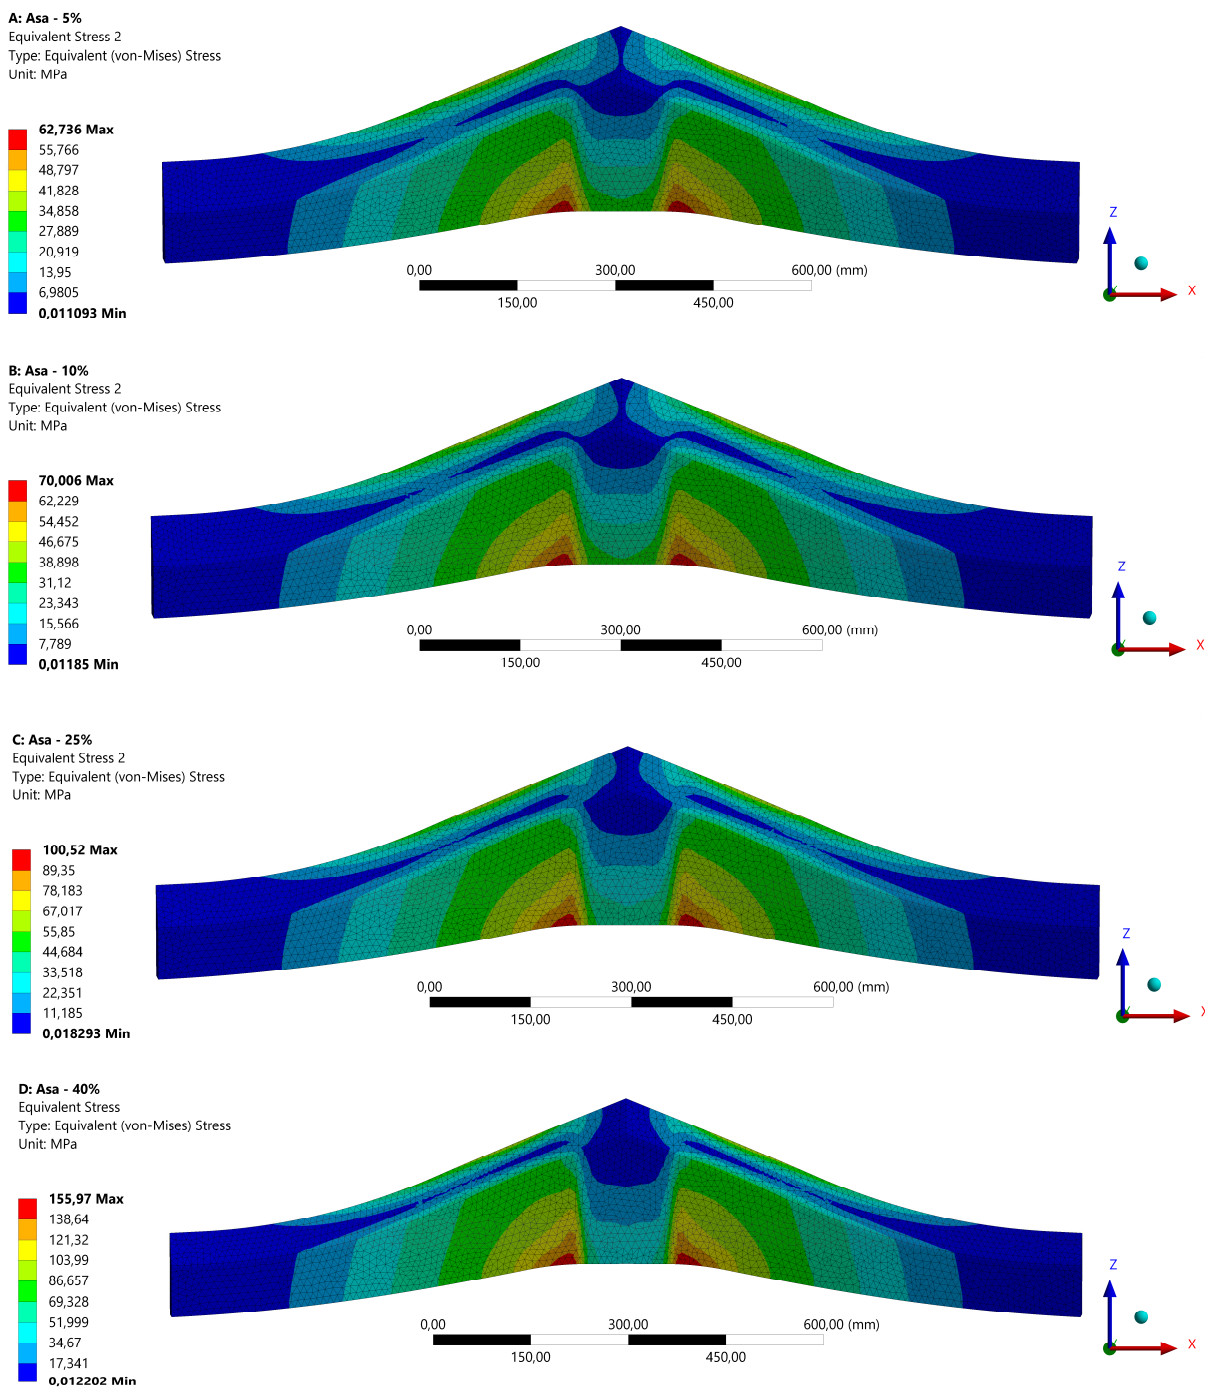 A: Asa - 5%
Equivalent Stress 2
Type: Equivalent (von-Mises) Stress
Unit: MPa
62,736 Max
55,766
48,797
41,828
34,858
27,889
20,919
13,95
6,9805
0,011093 Min
0,00 300,00 600,00 (mm)
150,00 450,00
Z
X
B: Asa - 10%
Equivalent Stress 2
Type: Equivalent (von-Mises) Stress
Unit: MPa
70,006 Max
62,229
54,452
46,675
38,898
31,12
23,343
15,566
7,789
0,01185 Min
0,00 300,00 600,00 (mm)
150,00 450,00
Z
X
C: Asa - 25%
Equivalent Stress 2
Type: Equivalent (von-Mises) Stress
Unit: MPa
100,52 Max
89,35
78,183
67,017
55,85
44,684
33,518
22,351
11,185
0,018293 Min
0,00 300,00 600,00 (mm)
150,00 450,00
Z
X
D: Asa - 40%
Equivalent Stress
Type: Equivalent (von-Mises) Stress
Unit: MPa
155,97 Max
138,64
121,32
103,99
86,657
69,328
51,999
34,67
17,341
0,012202 Min
0,00 300,00 600,00 (mm)
150,00 450,00
Z
X